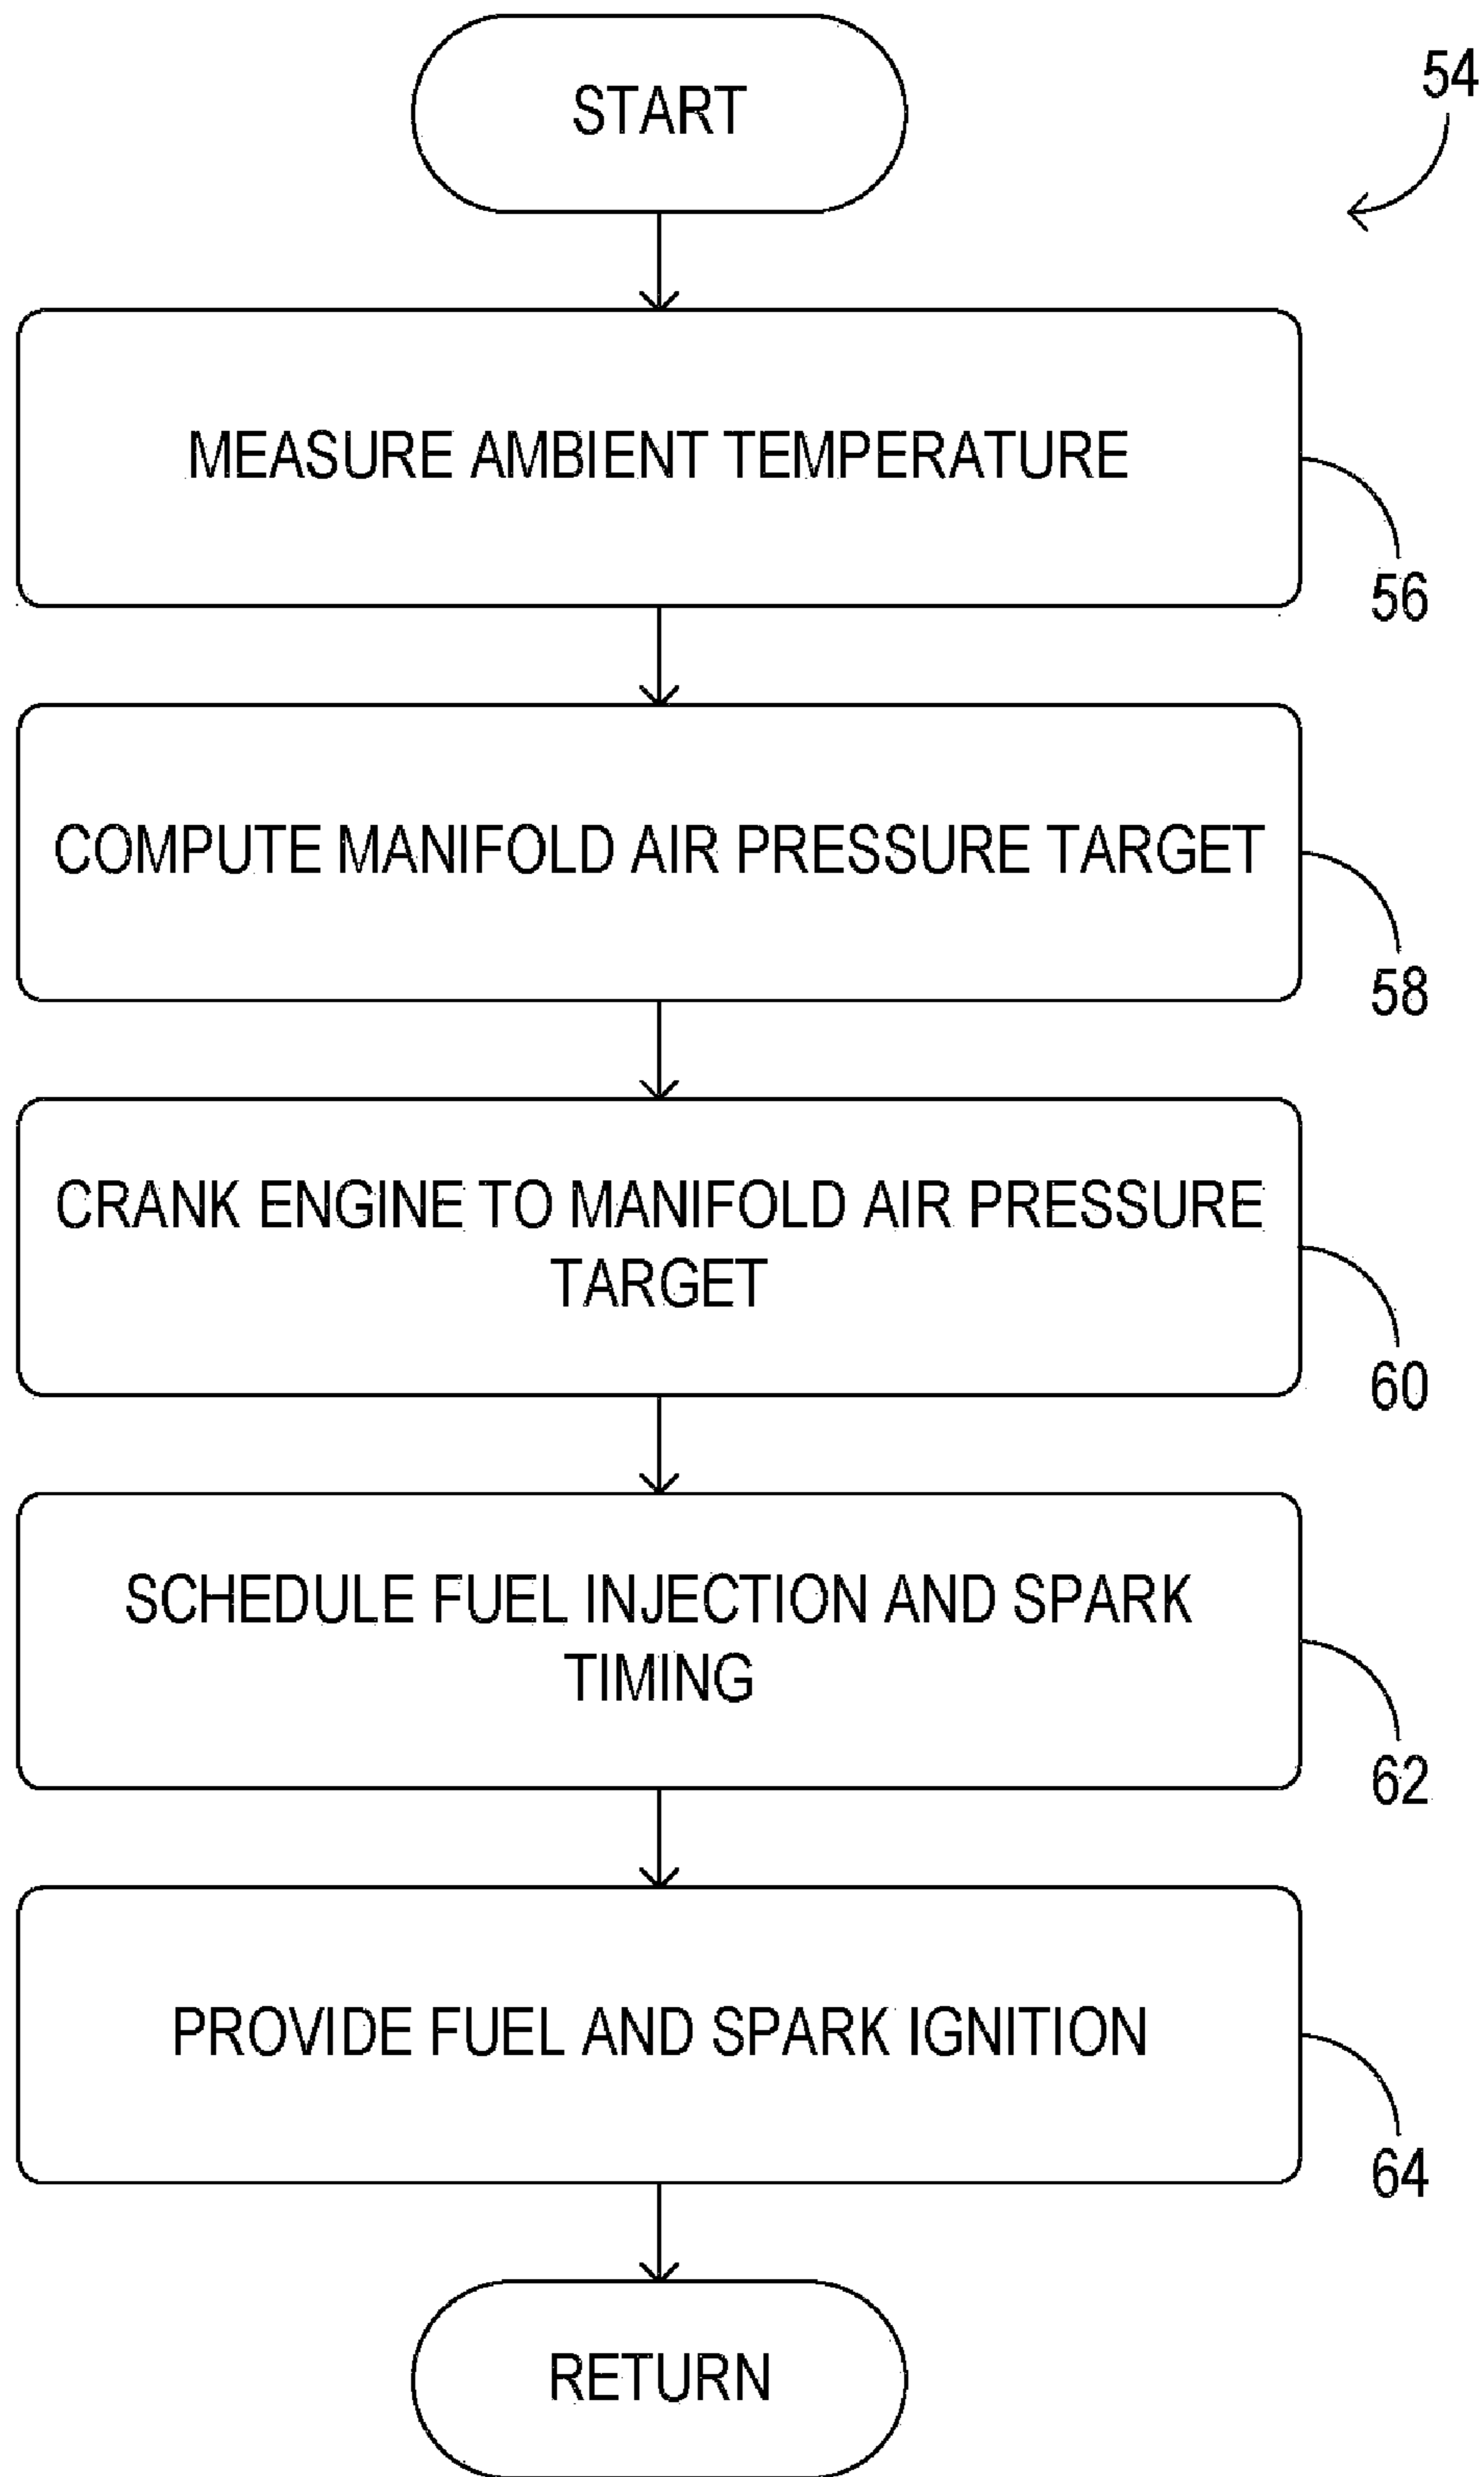 START
54
MEASURE AMBIENT TEMPERATURE
56
COMPUTE MANIFOLD AIR PRESSURE TARGET
58
CRANK ENGINE TO MANIFOLD AIR PRESSURE
TARGET
60
SCHEDULE FUEL INJECTION AND SPARK
TIMING
62
PROVIDE FUEL AND SPARK IGNITION
64
RETURN